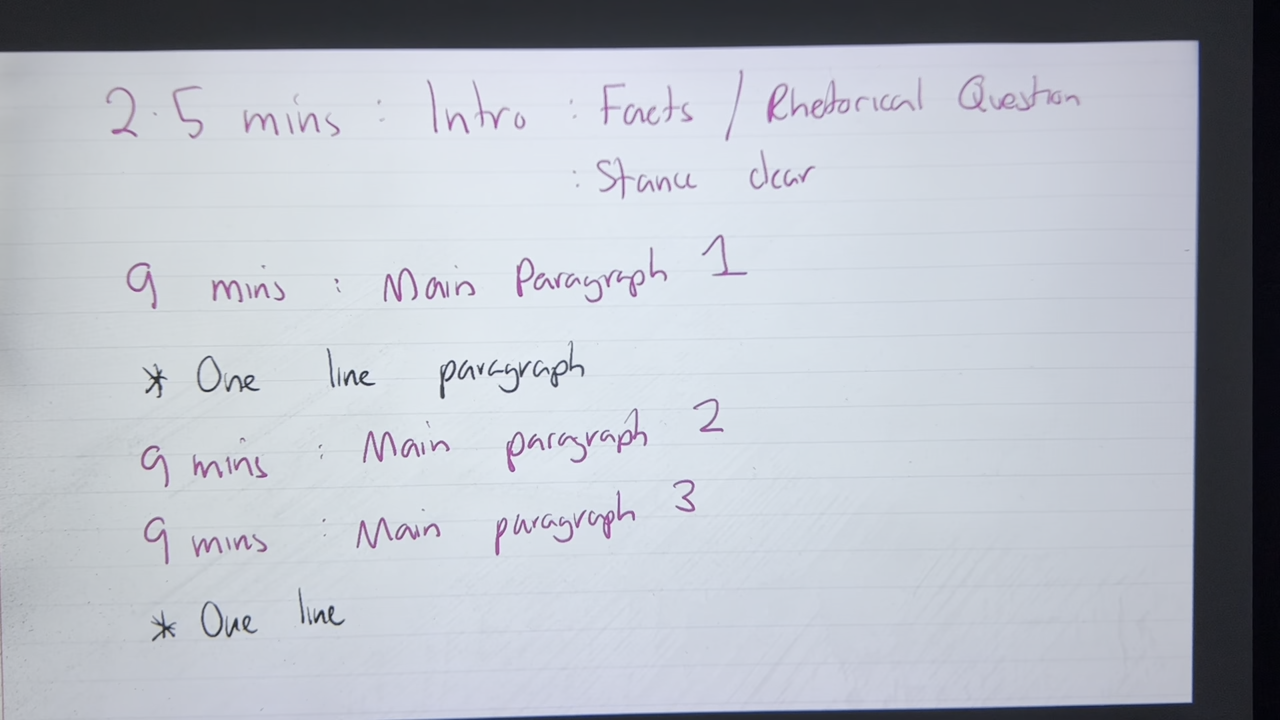 2.5 mins : Intro : Facts / Rhetorical Question
: Stance clear
9 mins : Main Paragraph 1
* One line paragraph
9 mins : Main paragraph 2
9 mins : Main paragraph 3
* One line